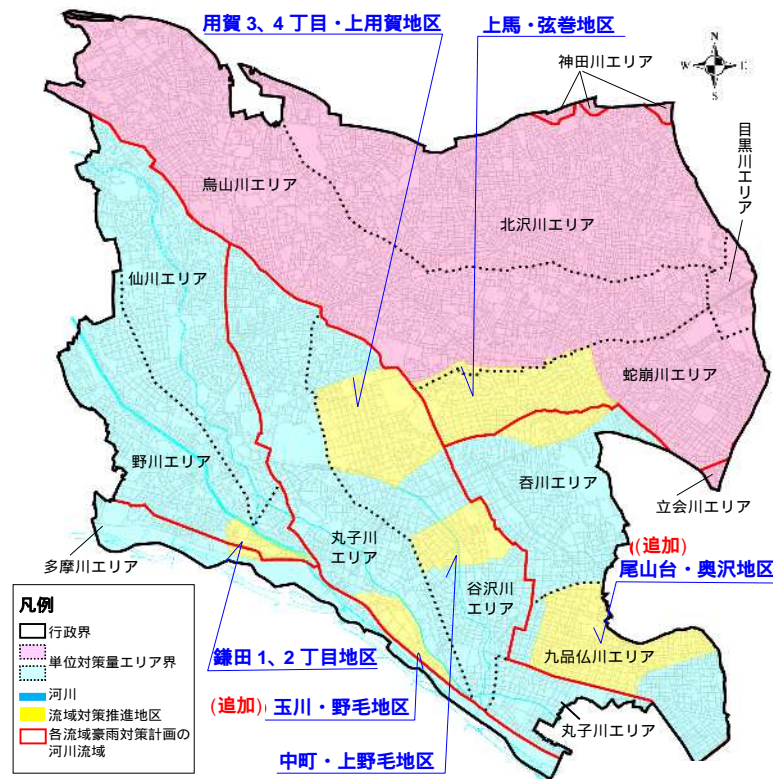 用賀３、４丁目・上用賀地区
上馬・弦巻地区
N
W
E
S
神田川エリア
目黒川エリア
烏山川エリア
北沢川エリア
仙川エリア
蛇崩川エリア
野川エリア
呑川エリア
立会川エリア
丸子川
エリア
多摩川エリア
谷沢川
エリア
(追加)
尾山台・奥沢地区
九品仏川エリア
鎌田１、２丁目地区
(追加)
玉川・野毛地区
丸子川エリア
中町・上野毛地区
凡例
行政界
単位対策量エリア界
河川
流域対策推進地区
各流域豪雨対策計画の
河川流域